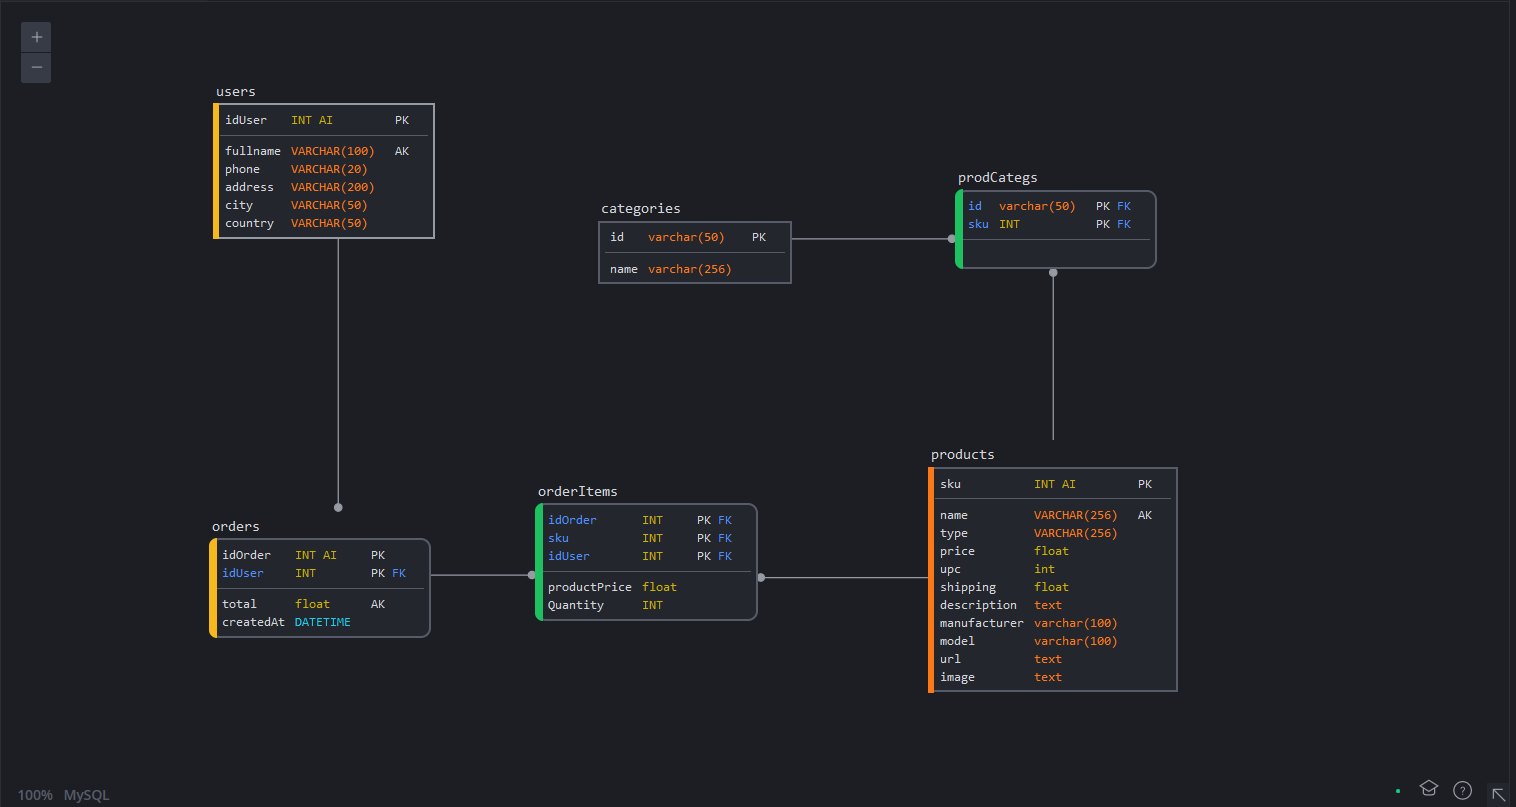 +
−
users
idUser INT AI PK
fullname VARCHAR(100) AK
phone VARCHAR(20)
address VARCHAR(200)
city VARCHAR(50)
country VARCHAR(50)
categories
id varchar(50) PK
name varchar(256)
prodCategs
id varchar(50) PK FK
sku INT PK FK
orders
idOrder INT AI PK
idUser INT PK FK
total float AK
createdAt DATETIME
orderItems
idOrder INT PK FK
sku INT PK FK
idUser INT PK FK
productPrice float
Quantity INT
products
sku INT AI PK
name VARCHAR(256) AK
type VARCHAR(256)
price float
upc int
shipping float
description text
manufacturer varchar(100)
model varchar(100)
url text
image text
100% MySQL
?